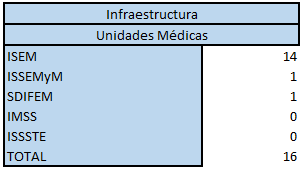 Infraestructura
Unidades Médicas
ISEM 14
ISSEMyM 1
SDIFEM 1
IMSS 0
ISSSTE 0
TOTAL 16